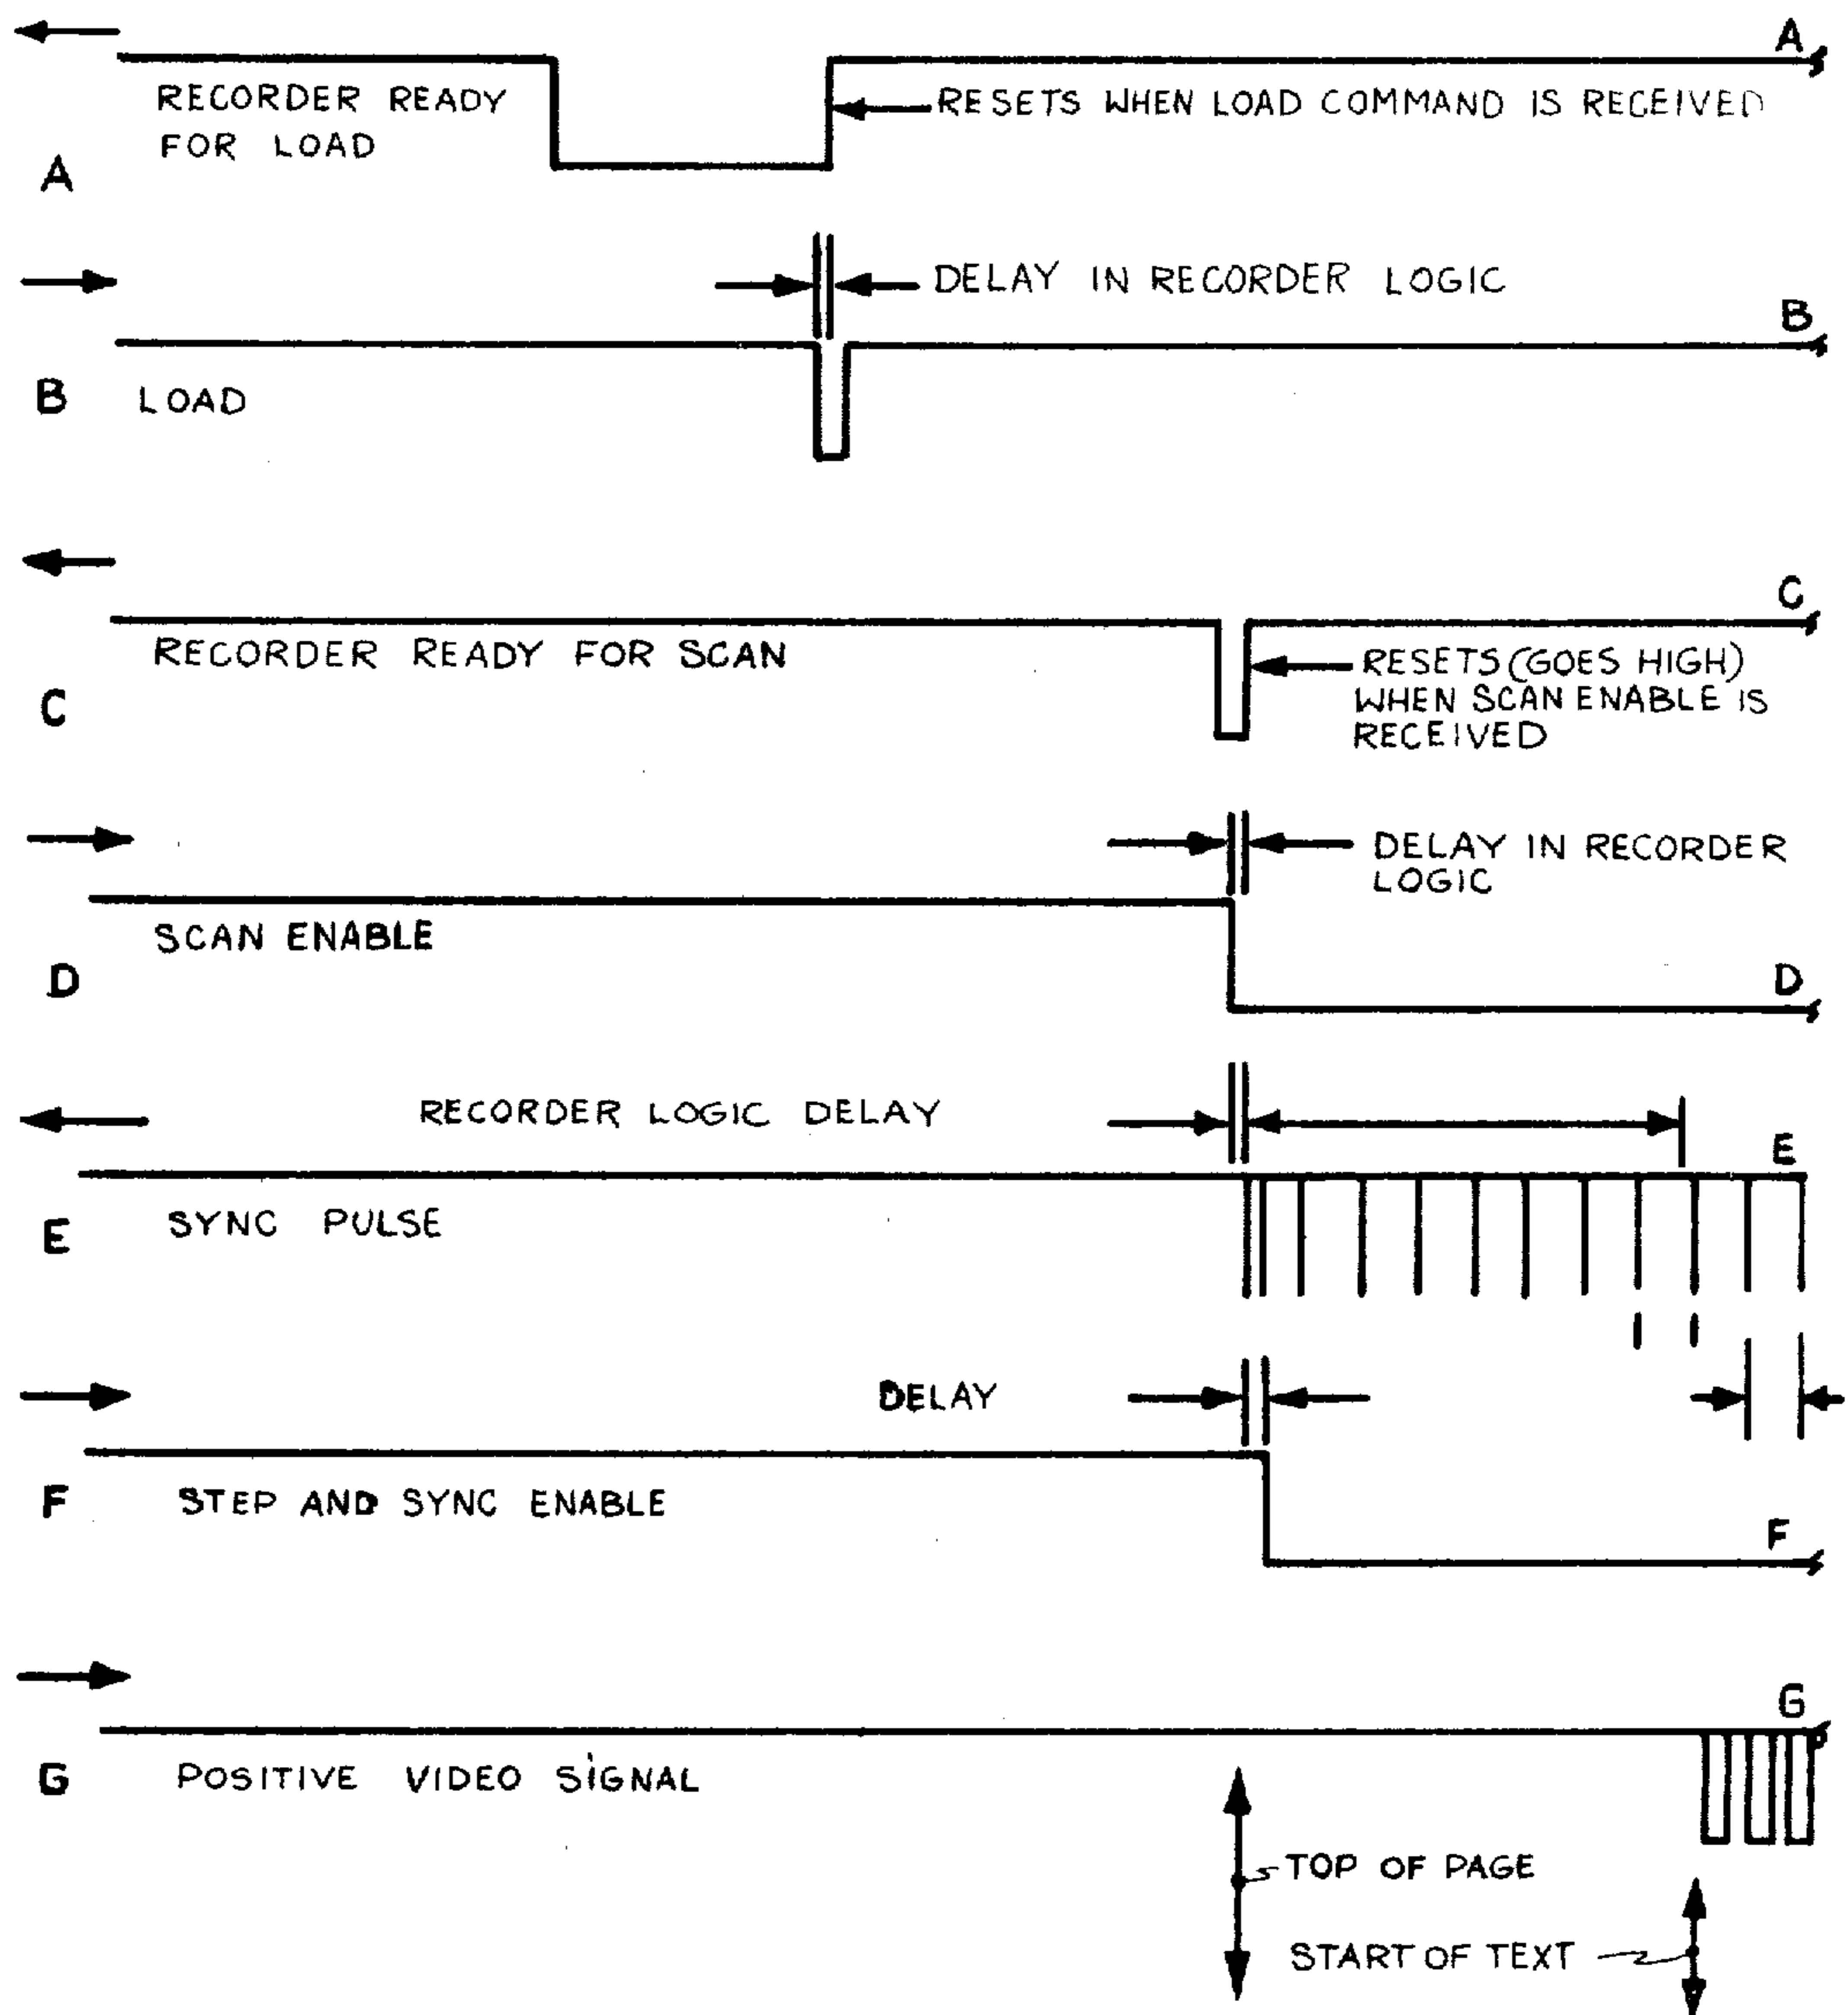 A
RECORDER READY
FOR LOAD
RESETS WHEN LOAD COMMAND IS RECEIVED
A
DELAY IN RECORDER LOGIC
B
B
LOAD
C
RECORDER READY FOR SCAN
RESETS (GOES HIGH)
WHEN SCAN ENABLE IS
RECEIVED
C
DELAY IN RECORDER
LOGIC
SCAN ENABLE
D
D
RECORDER LOGIC DELAY
E
SYNC PULSE
E
DELAY
F
STEP AND SYNC ENABLE
F
G
G
POSITIVE VIDEO SIGNAL
TOP OF PAGE
START OF TEXT